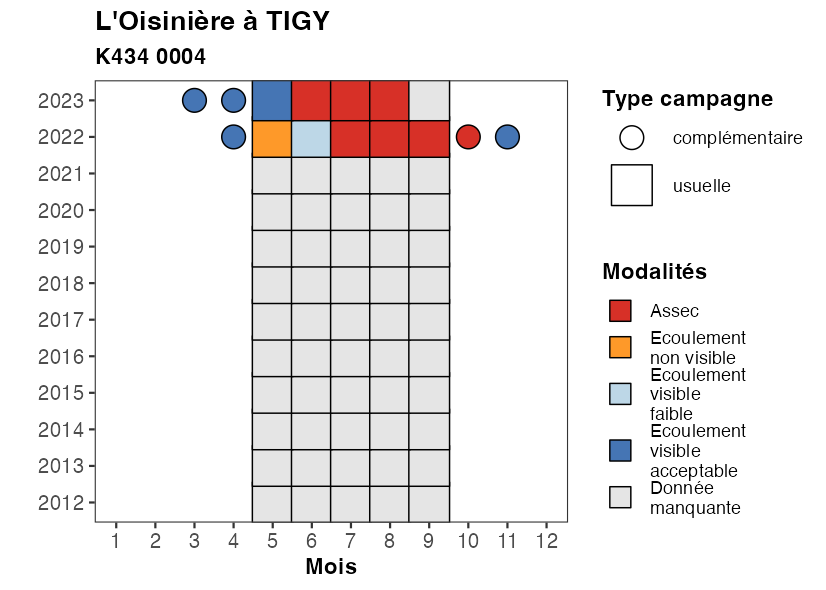 L'Oisinière à TIGY
K434 0004
2023
2022
2021
2020
2019
2018
2017
2016
2015
2014
2013
2012
1 2 3 4 5 6 7 8 9 10 11 12
Mois
Type campagne
complémentaire
usuelle
Modalités
Assec
Ecoulement
non visible
Ecoulement
visible
faible
Ecoulement
visible
acceptable
Donnée
manquante